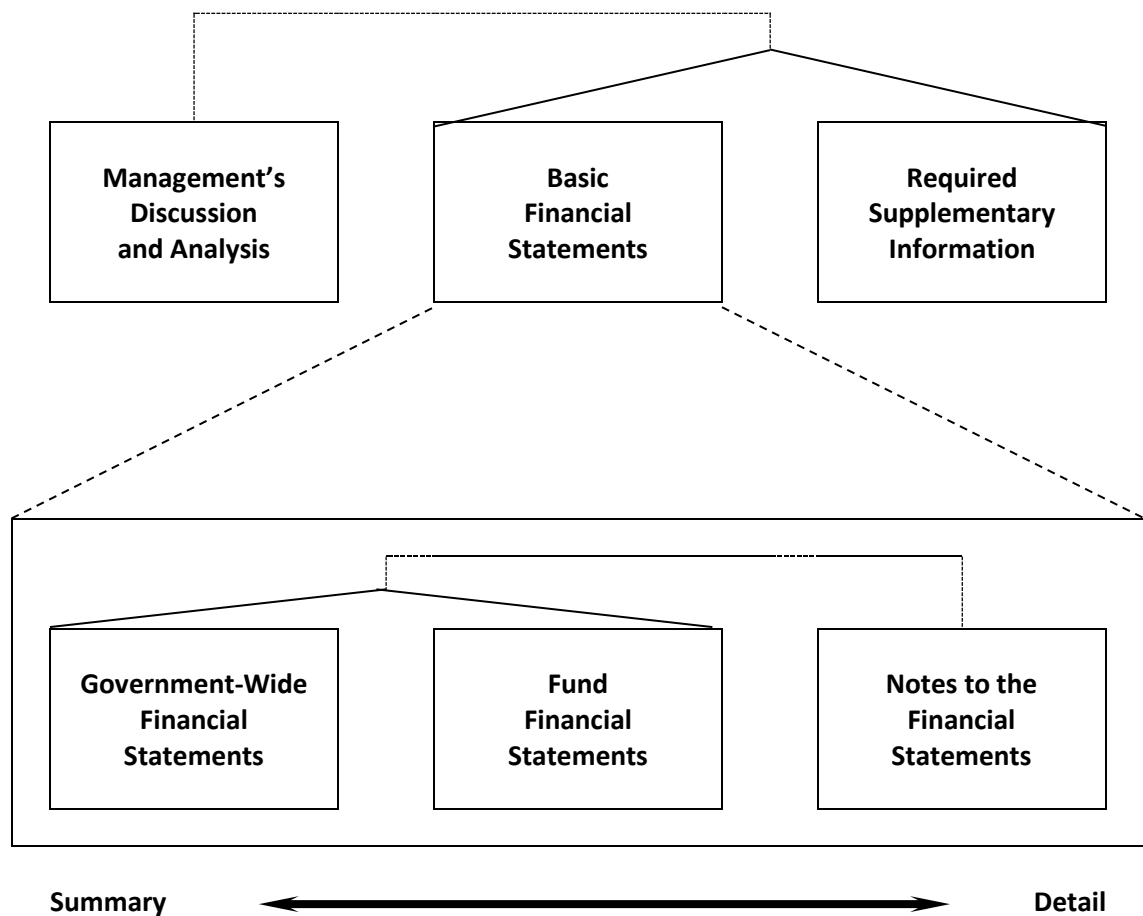 Management’s
Discussion
and Analysis
Basic
Financial
Statements
Required
Supplementary
Information
Government-Wide
Financial
Statements
Fund
Financial
Statements
Notes to the
Financial
Statements
Summary
Detail